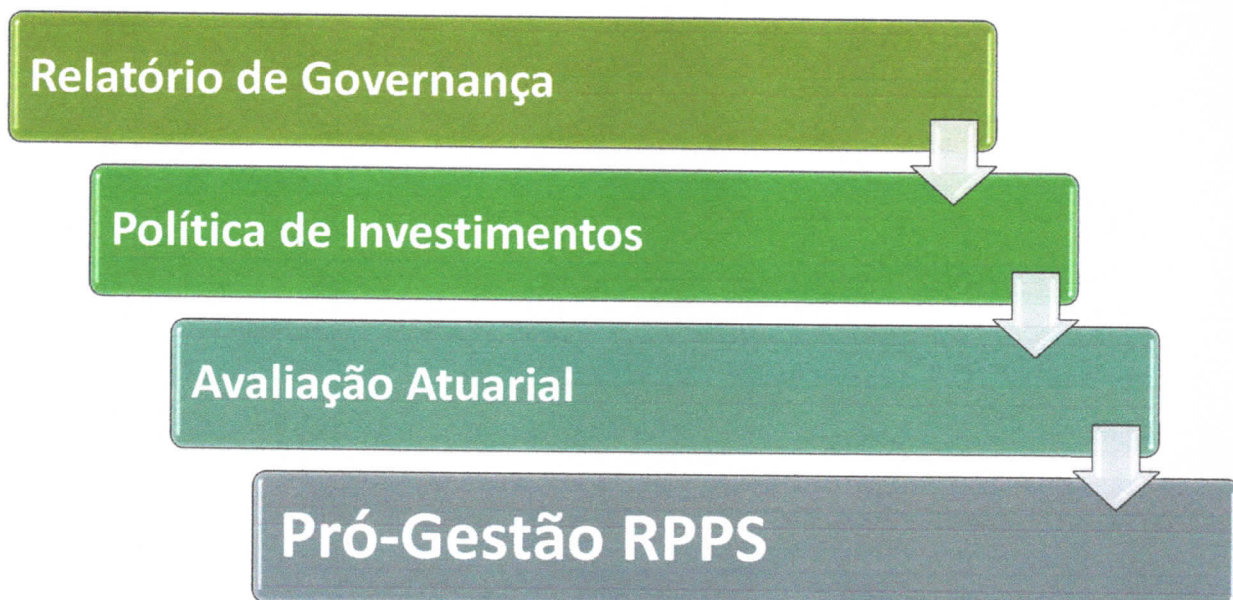 Relatório de Governança
Política de Investimentos
Avaliação Atuarial
Pró-Gestão RPPS